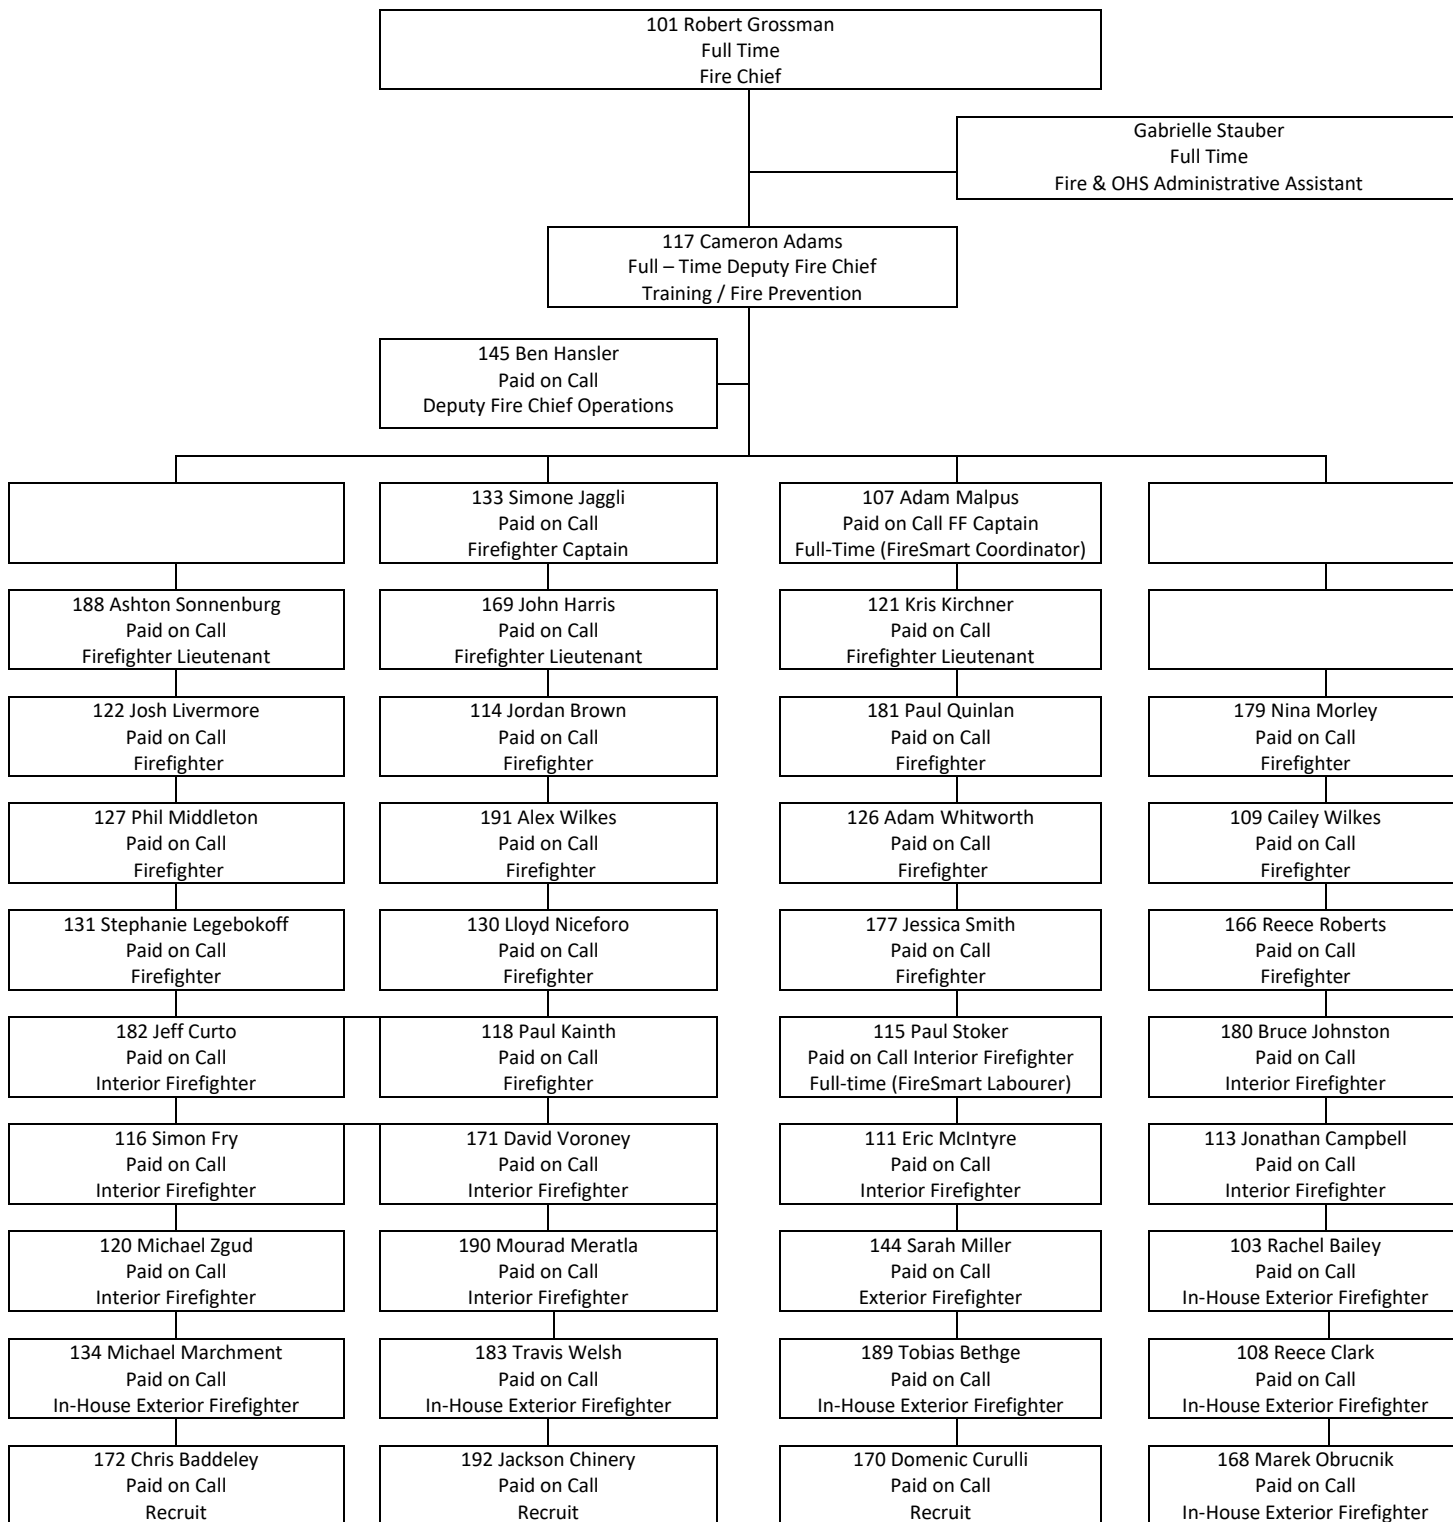 101 Robert Grossman
Full Time
Fire Chief
Gabrielle Stauber
Full Time
Fire & OHS Administrative Assistant
117 Cameron Adams
Full – Time Deputy Fire Chief
Training / Fire Prevention
145 Ben Hansler
Paid on Call
Deputy Fire Chief Operations
133 Simone Jaggli
Paid on Call
Firefighter Captain
107 Adam Malpus
Paid on Call FF Captain
Full-Time (FireSmart Coordinator)
188 Ashton Sonnenburg
Paid on Call
Firefighter Lieutenant
169 John Harris
Paid on Call
Firefighter Lieutenant
121 Kris Kirchner
Paid on Call
Firefighter Lieutenant
122 Josh Livermore
Paid on Call
Firefighter
114 Jordan Brown
Paid on Call
Firefighter
181 Paul Quinlan
Paid on Call
Firefighter
179 Nina Morley
Paid on Call
Firefighter
127 Phil Middleton
Paid on Call
Firefighter
191 Alex Wilkes
Paid on Call
Firefighter
126 Adam Whitworth
Paid on Call
Firefighter
109 Cailey Wilkes
Paid on Call
Firefighter
131 Stephanie Legebokoff
Paid on Call
Firefighter
130 Lloyd Niceforo
Paid on Call
Firefighter
177 Jessica Smith
Paid on Call
Firefighter
166 Reece Roberts
Paid on Call
Firefighter
182 Jeff Curto
Paid on Call
Interior Firefighter
118 Paul Kainth
Paid on Call
Firefighter
115 Paul Stoker
Paid on Call Interior Firefighter
Full-time (FireSmart Labourer)
180 Bruce Johnston
Paid on Call
Interior Firefighter
116 Simon Fry
Paid on Call
Interior Firefighter
171 David Voroney
Paid on Call
Interior Firefighter
111 Eric McIntyre
Paid on Call
Interior Firefighter
113 Jonathan Campbell
Paid on Call
Interior Firefighter
120 Michael Zgud
Paid on Call
Interior Firefighter
190 Mourad Meratla
Paid on Call
Interior Firefighter
144 Sarah Miller
Paid on Call
Exterior Firefighter
103 Rachel Bailey
Paid on Call
In-House Exterior Firefighter
134 Michael Marchment
Paid on Call
In-House Exterior Firefighter
183 Travis Welsh
Paid on Call
In-House Exterior Firefighter
189 Tobias Bethge
Paid on Call
In-House Exterior Firefighter
108 Reece Clark
Paid on Call
In-House Exterior Firefighter
172 Chris Baddeley
Paid on Call
Recruit
192 Jackson Chinery
Paid on Call
Recruit
170 Domenic Curulli
Paid on Call
Recruit
168 Marek Obrucnik
Paid on Call
In-House Exterior Firefighter